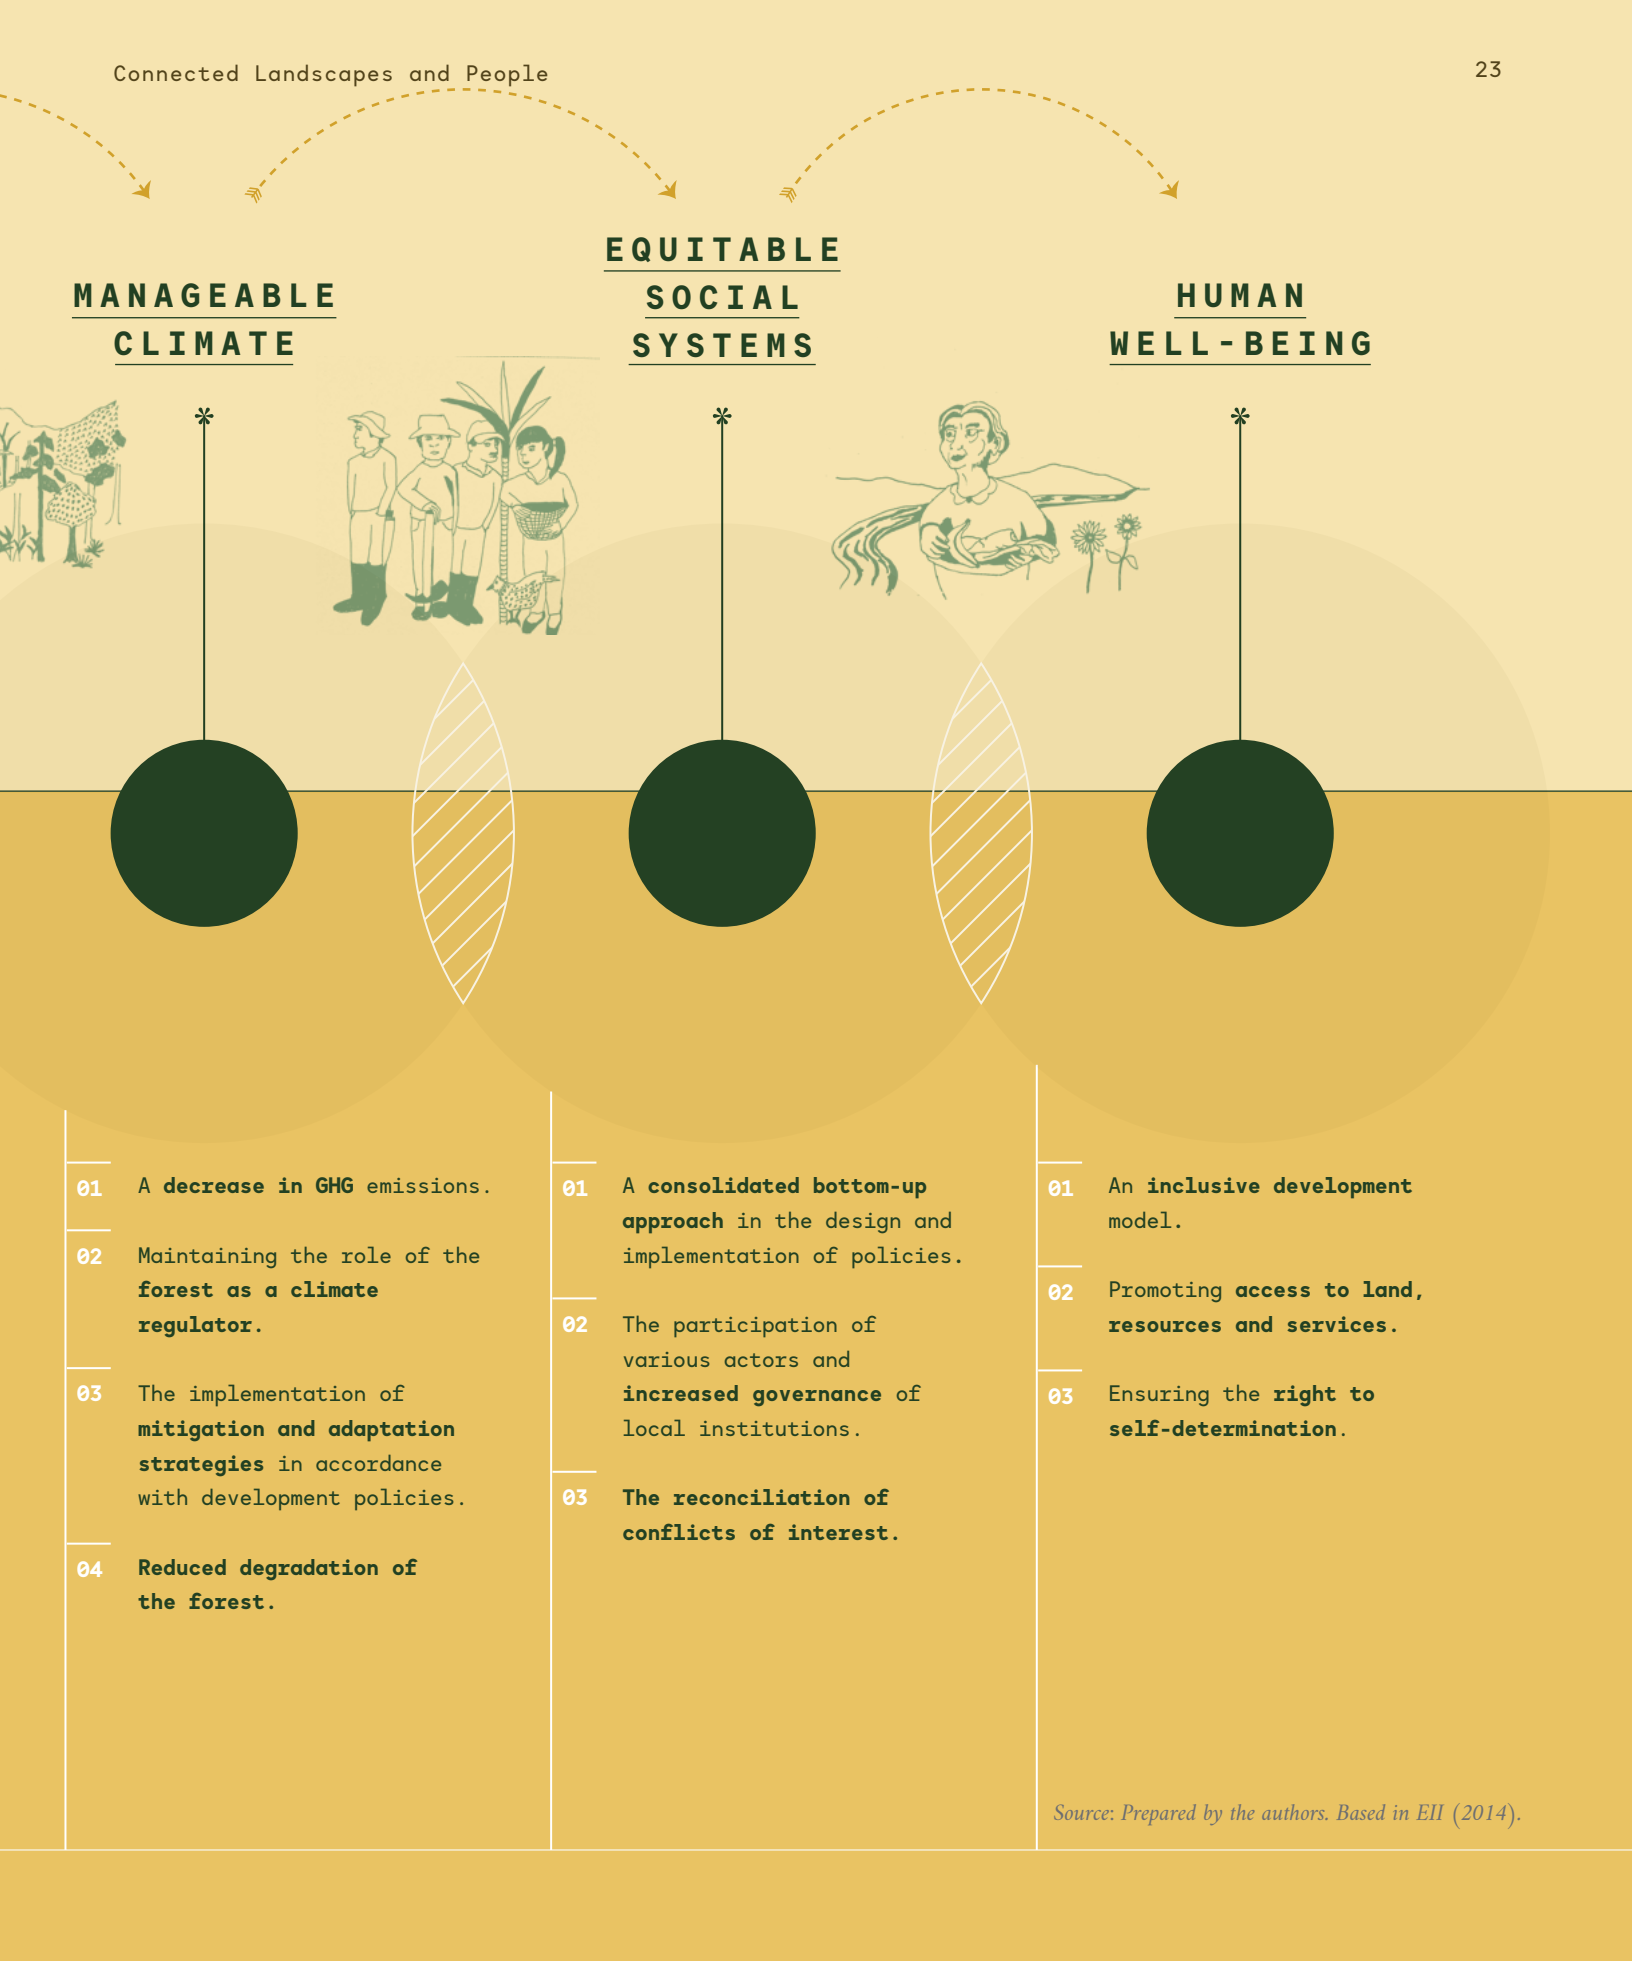 Connected Landscapes and People
23
MANAGEABLE
CLIMATE
EQUITABLE
SOCIAL
SYSTEMS
HUMAN
WELL-BEING
01
A decrease in GHG emissions.
02
Maintaining the role of the
forest as a climate
regulator.
03
The implementation of
mitigation and adaptation
strategies in accordance
with development policies.
04
Reduced degradation of
the forest.
01
A consolidated bottom-up
approach in the design and
implementation of policies.
02
The participation of
various actors and
increased governance of
local institutions.
03
The reconciliation of
conflicts of interest.
01
An inclusive development
model.
02
Promoting access to land,
resources and services.
03
Ensuring the right to
self-determination.
Source: Prepared by the authors. Based in EII (2014).